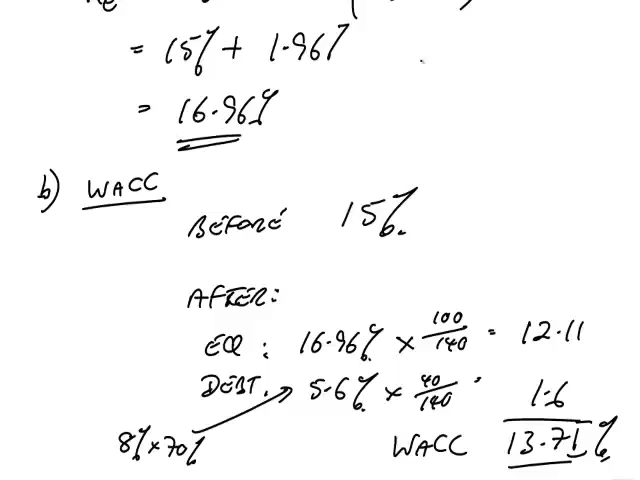 = 15% + 1.96%
= 16.96%
b) WACC
BEFORE 15%
AFTER:
EQ: 16.96% × 100/140 = 12.11
DEBT. 5.6% × 40/140 = 1.6
8% × 70% WACC 13.71%